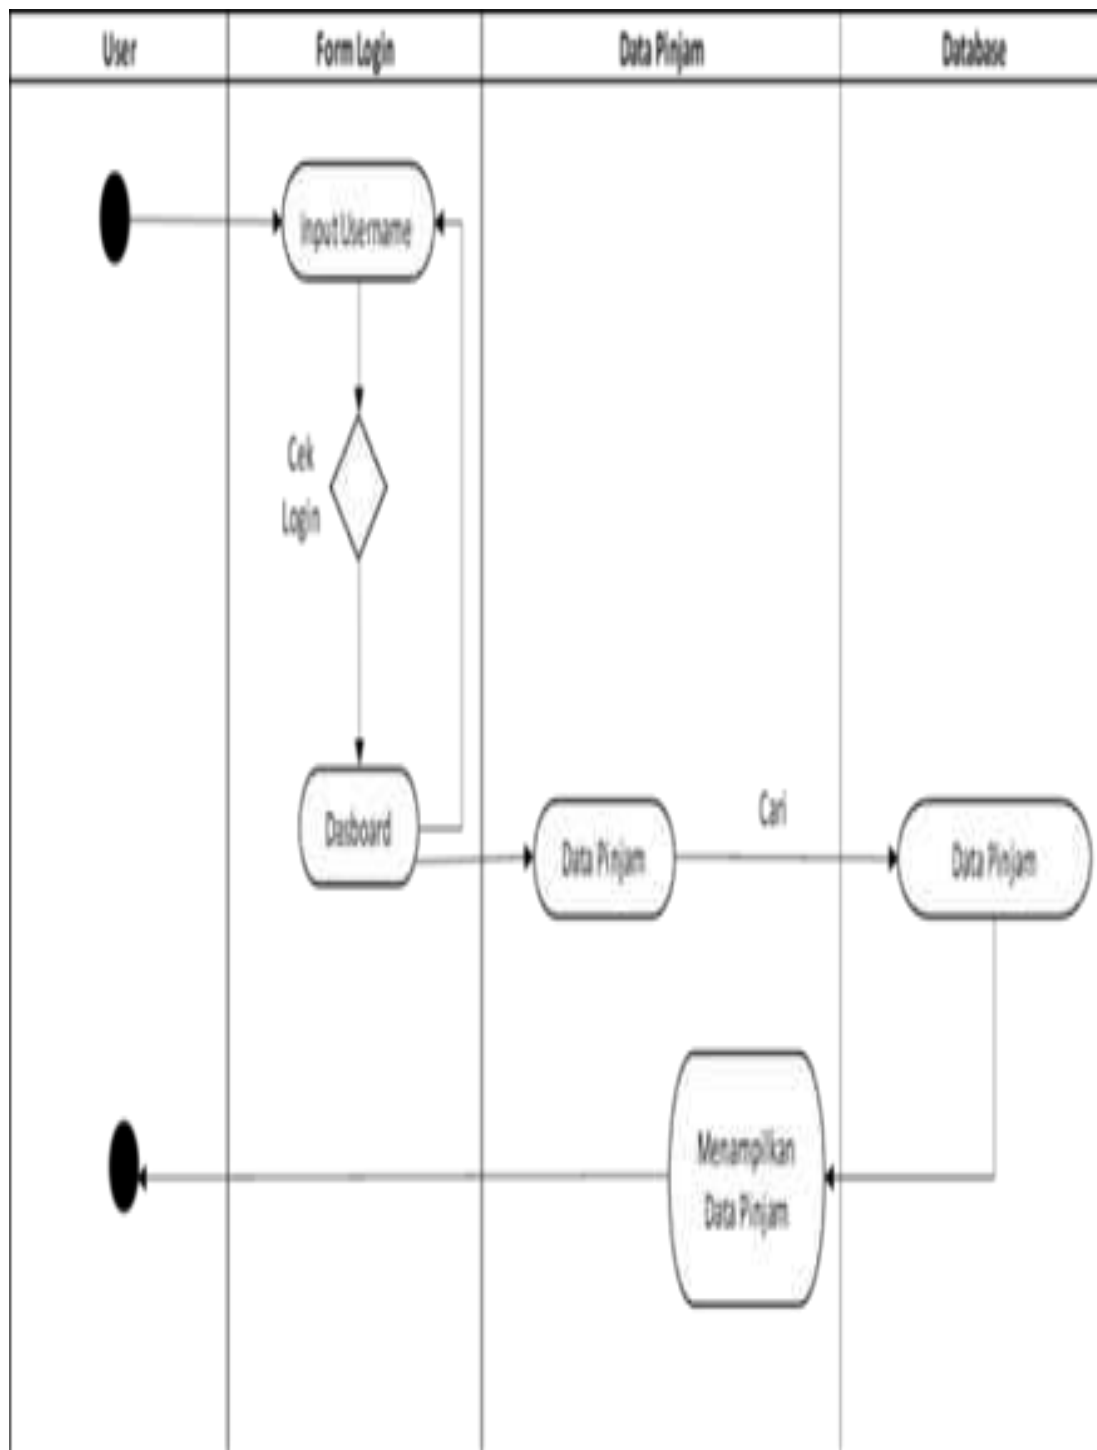 User
Form Login
Data Pinjam
Database
Input Username
Cek
Login
Dasboard
Data Pinjam
Cari
Data Pinjam
Menampilkan
Data Pinjam